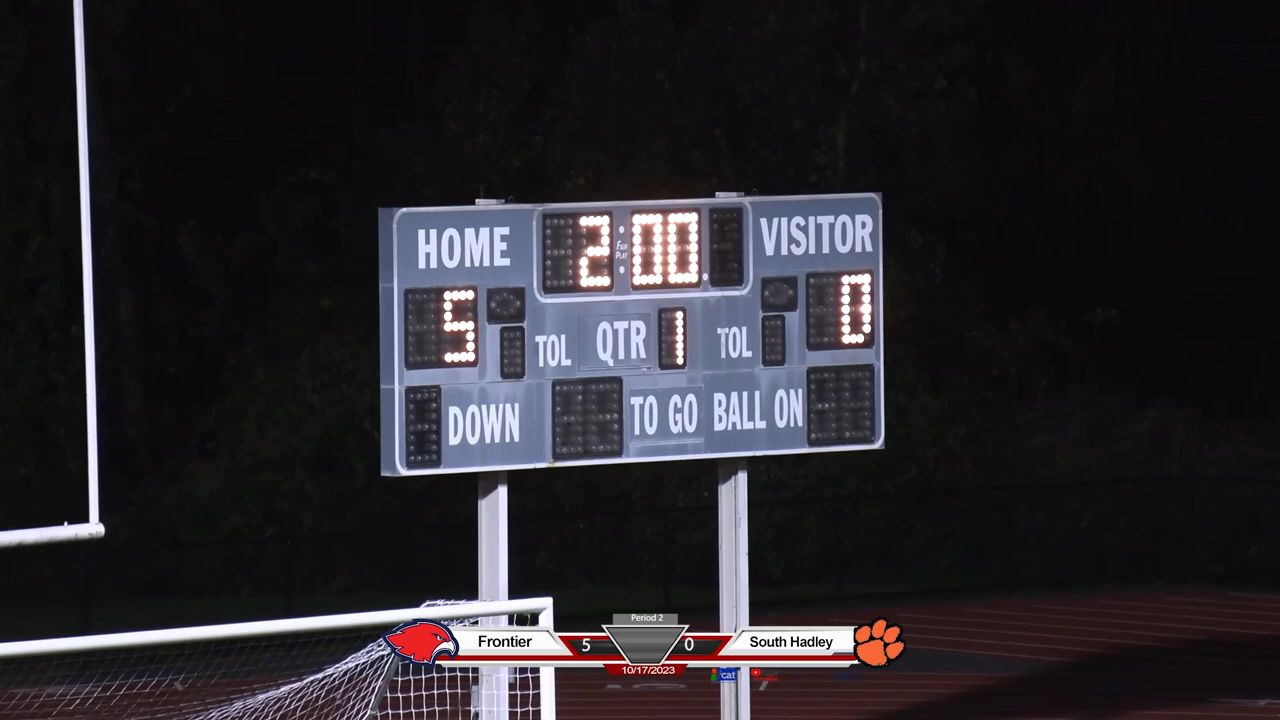 HOME 2:00 VISITOR
FAIR PLAY
5 0
TOL QTR 1 TOL
DOWN TO GO BALL ON
Period 2
Frontier 5 0 South Hadley
10/17/2023
cat